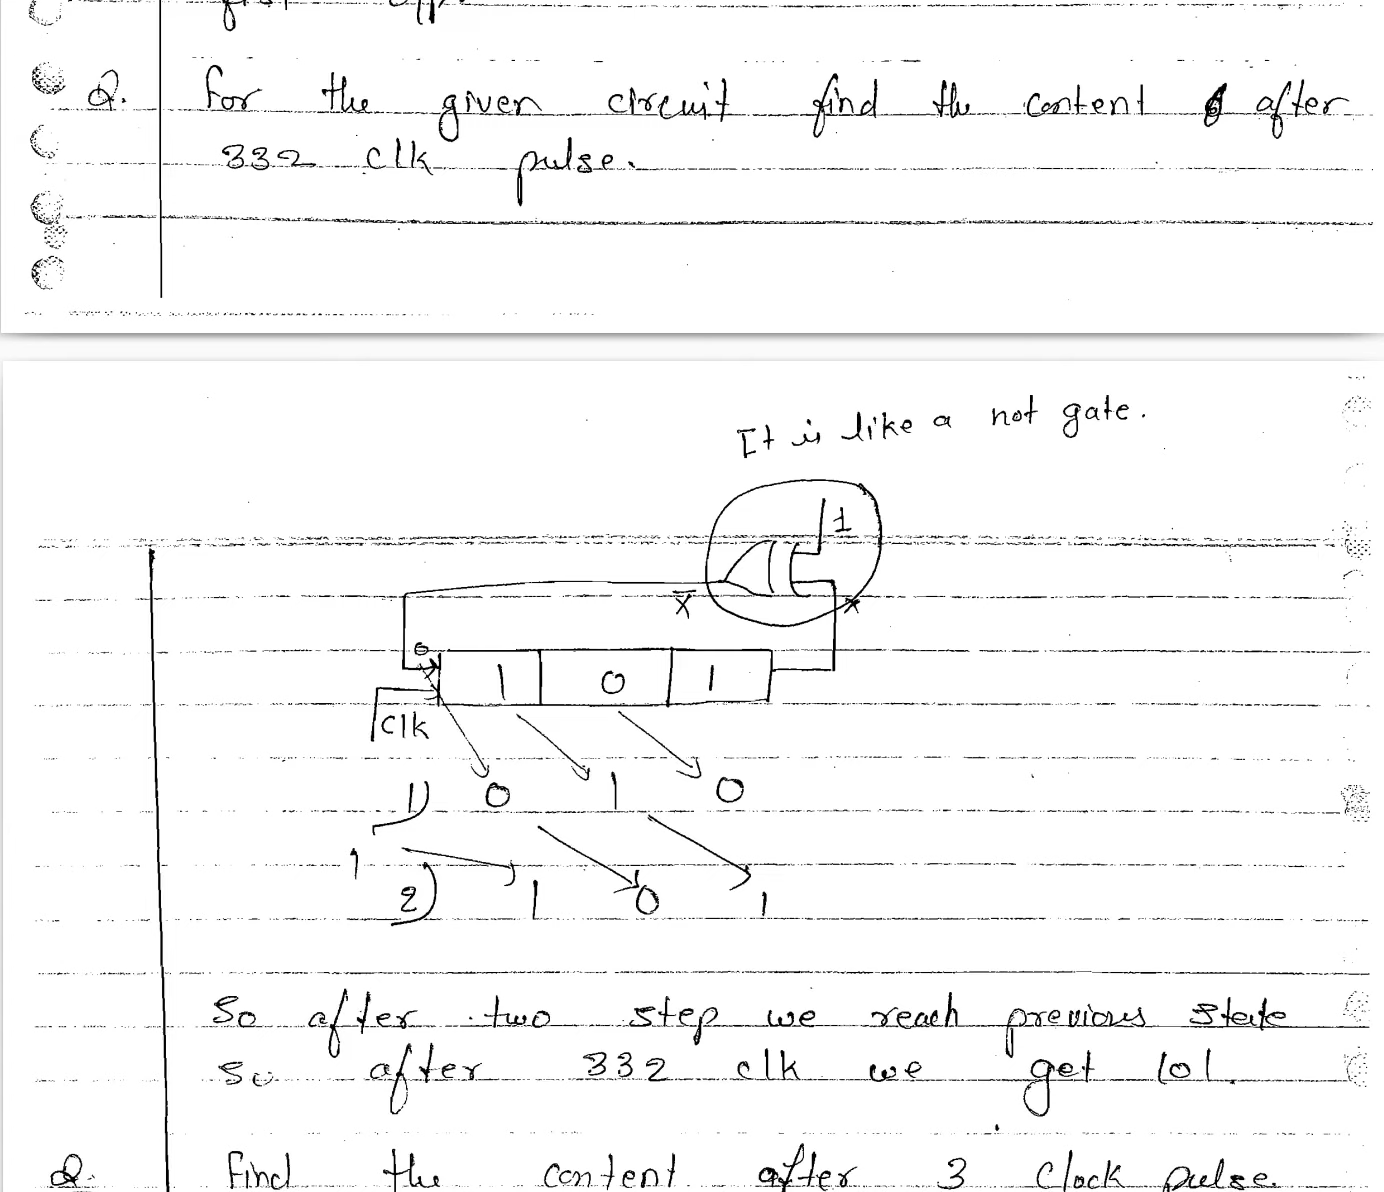 Q. For the given circuit find the content after
332 clk pulse.
It is like a not gate.
1
X̅ x
0
1 0 1
Clk
1) 0 1 0
1
2) 1 0 1
So after two step we reach previous state
So after 332 clk we get 101.
Q. Find the content after 3 Clock pulse.